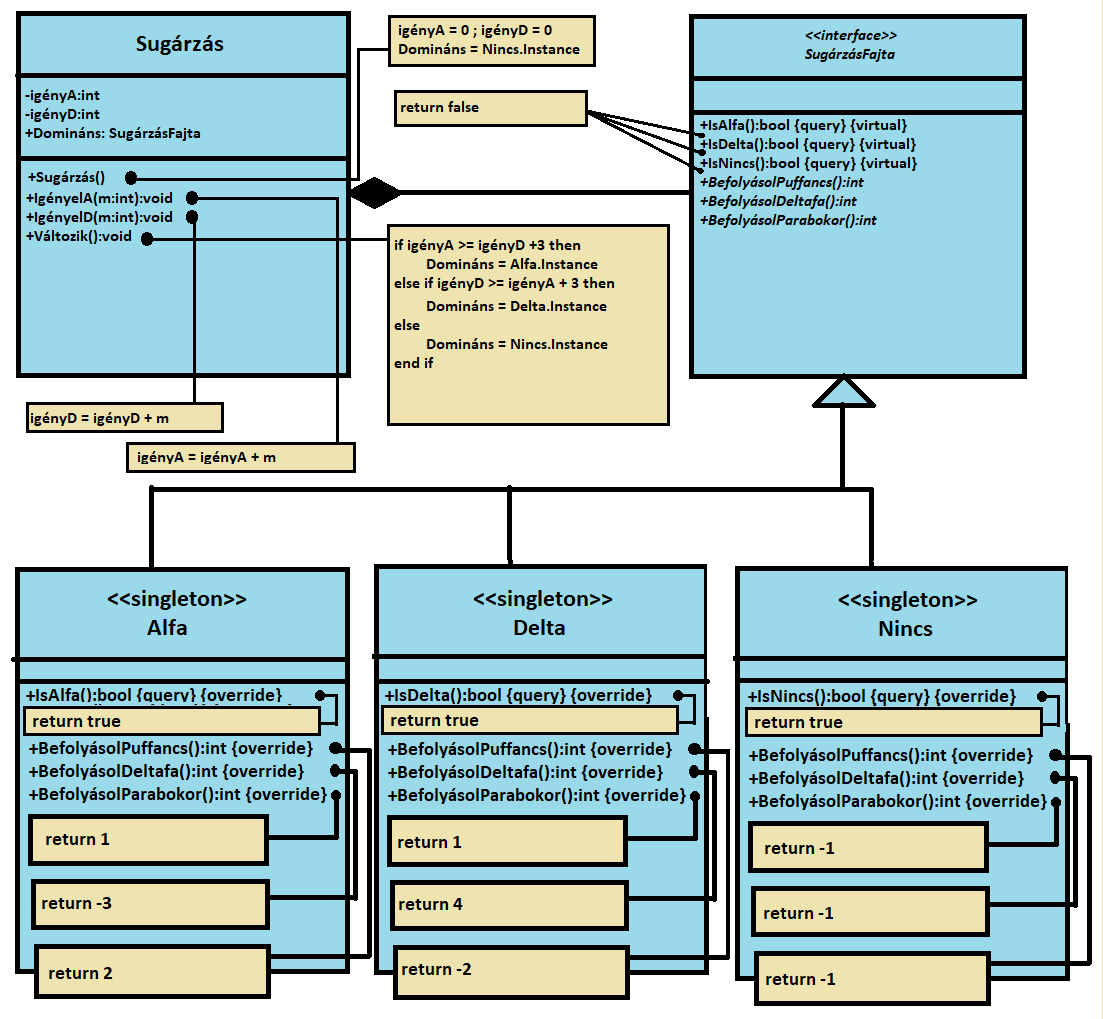 Sugárzás
-igényA:int
-igényD:int
+Domináns: SugárzásFajta
+Sugárzás()
+IgényelA(m:int):void
+IgényelD(m:int):void
+Változik():void
igényA = 0 ; igényD = 0
Domináns = Nincs.Instance
return false
<<interface>>
SugárzásFajta
+IsAlfa():bool {query} {virtual}
+IsDelta():bool {query} {virtual}
+IsNincs():bool {query} {virtual}
+BefolyásolPuffancs():int
+BefolyásolDeltafa():int
+BefolyásolParabokor():int
if igényA >= igényD +3 then
Domináns = Alfa.Instance
else if igényD >= igényA + 3 then
Domináns = Delta.Instance
else
Domináns = Nincs.Instance
end if
igényD = igényD + m
igényA = igényA + m
<<singleton>>
Alfa
+IsAlfa():bool {query} {override}
return true
+BefolyásolPuffancs():int {override}
+BefolyásolDeltafa():int {override}
+BefolyásolParabokor():int {override}
return 1
return -3
return 2
<<singleton>>
Delta
+IsDelta():bool {query} {override}
return true
+BefolyásolPuffancs():int {override}
+BefolyásolDeltafa():int {override}
+BefolyásolParabokor():int {override}
return 1
return 4
return -2
<<singleton>>
Nincs
+IsNincs():bool {query} {override}
return true
+BefolyásolPuffancs():int {override}
+BefolyásolDeltafa():int {override}
+BefolyásolParabokor():int {override}
return -1
return -1
return -1